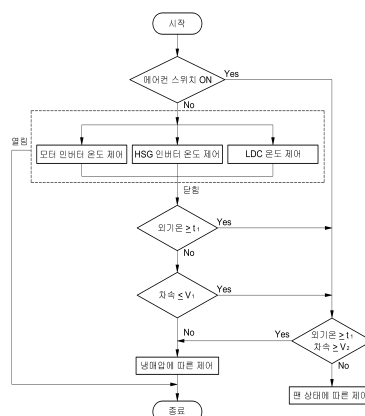 시작
에어컨 스위치 ON
Yes
No
열림
모터 인버터 온도 제어
HSG 인버터 온도 제어
LDC 온도 제어
닫힘
외기온 ≥ t₁
Yes
No
차속 ≤ V₁
Yes
No
외기온 ≥ t₁
차속 ≥ V₂
Yes
No
냉매압에 따른 제어
팬 상태에 따른 제어
종료